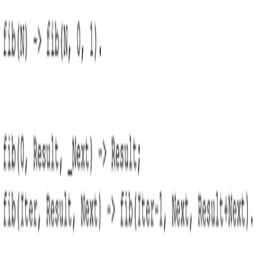 fib(N) -> fib(N, 0, 1).
fib(0, Result, _Next) -> Result;
fib(Iter, Result, Next) -> fib(Iter-1, Next, Result+Next).